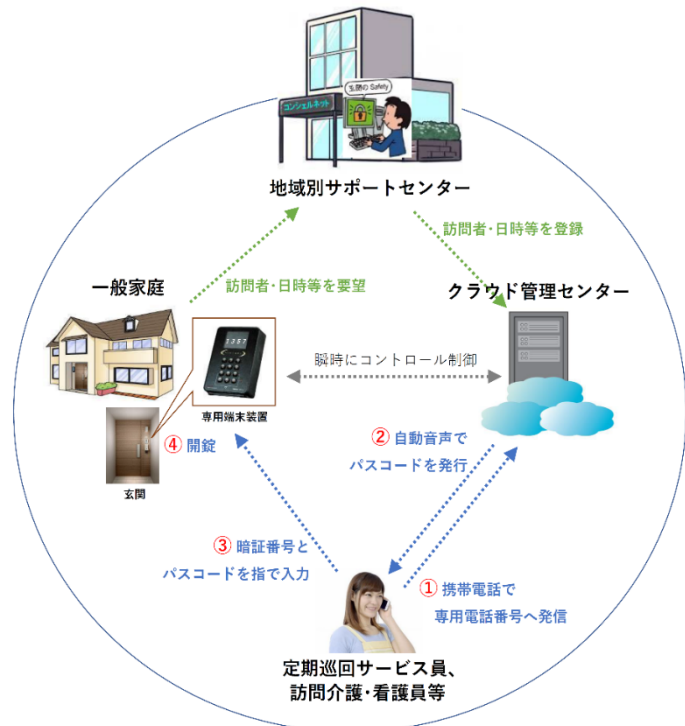 玄関の Safety
コンシェルネット
地域別サポートセンター
訪問者・日時等を登録
一般家庭
訪問者・日時等を要望
クラウド管理センター
1357
瞬時にコントロール制御
専用端末装置
② 自動音声で
パスコードを発行
④ 開錠
玄関
③ 暗証番号と
パスコードを指で入力
① 携帯電話で
専用電話番号へ発信
定期巡回サービス員、
訪問介護・看護員等